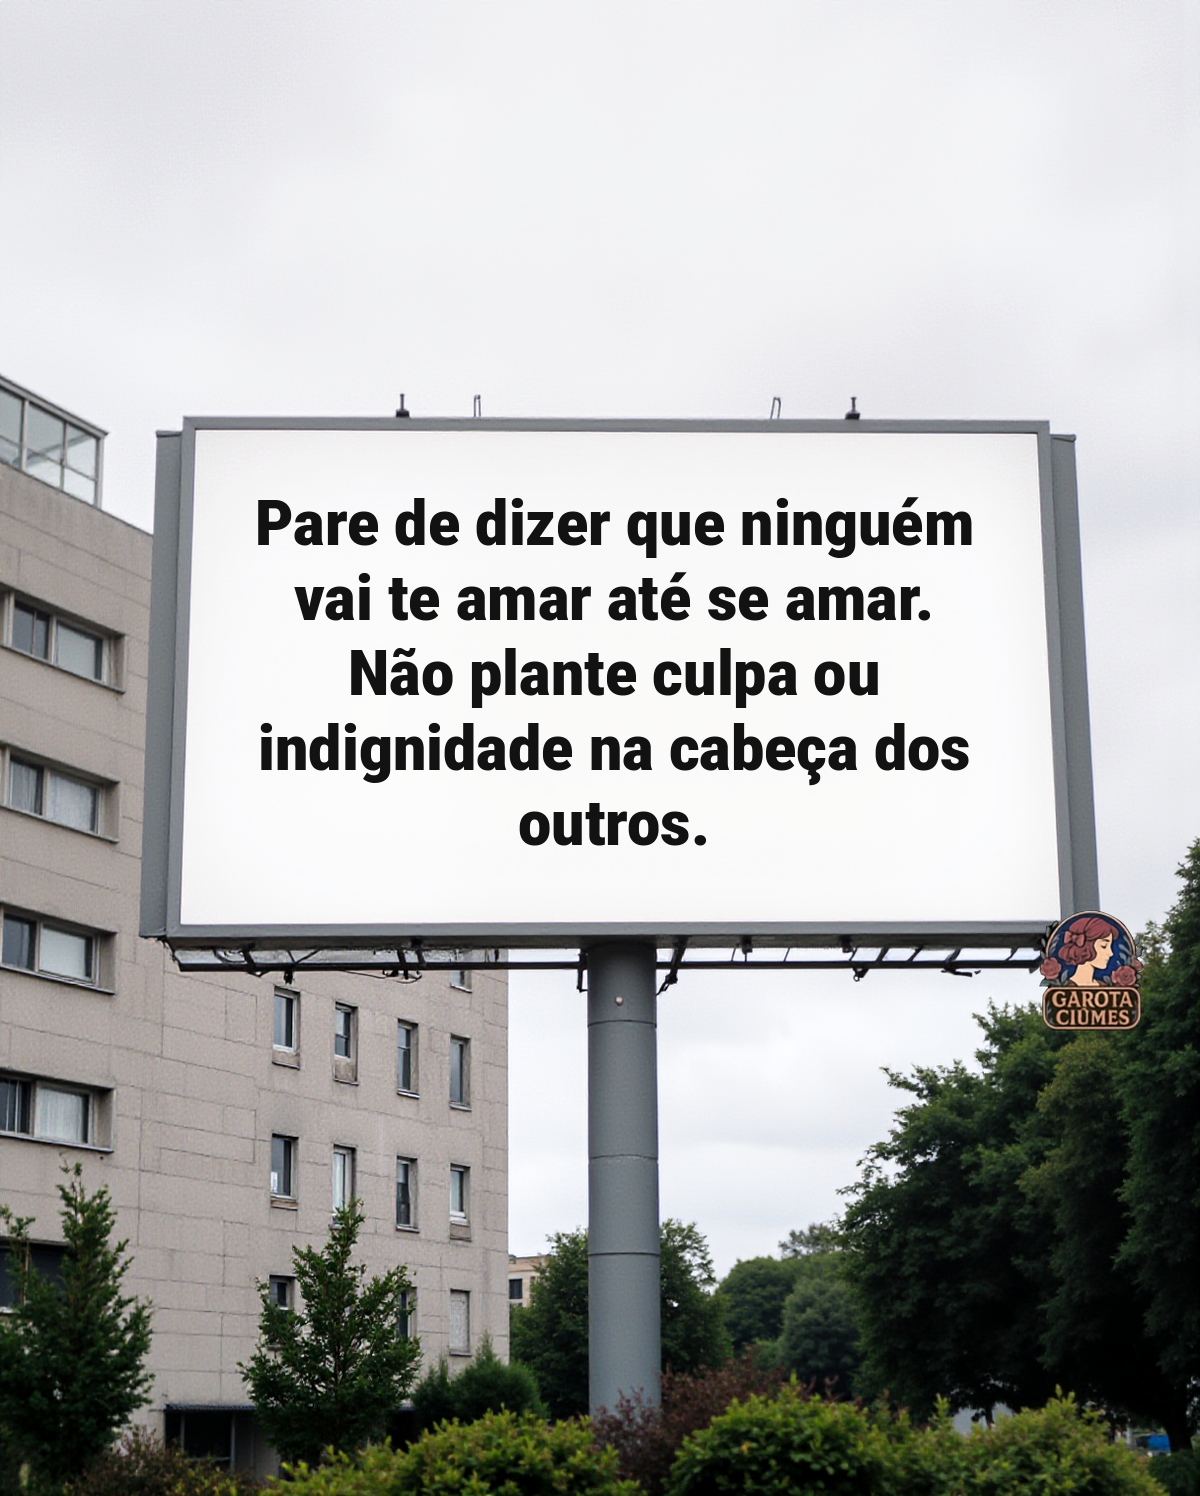 Pare de dizer que ninguém
vai te amar até se amar.
Não plante culpa ou
indignidade na cabeça dos
outros.
GAROTA
CIÚMES